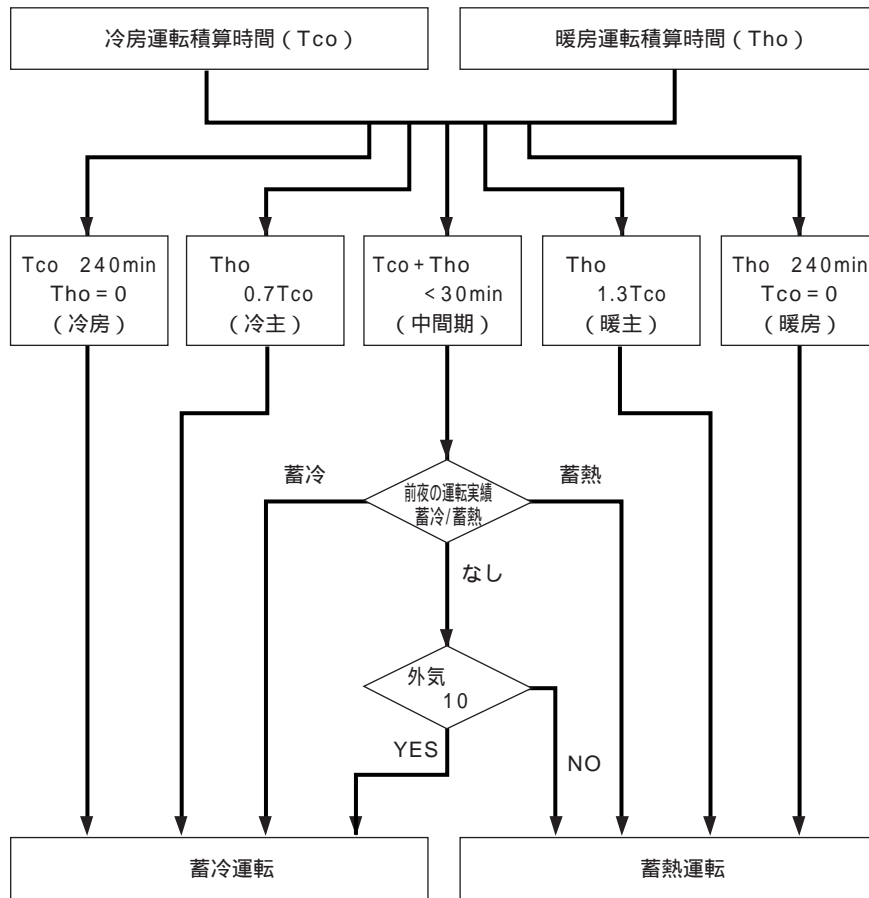 冷房運転積算時間（Tco）
暖房運転積算時間（Tho）
Tco 240min
Tho=0
（冷房）
Tho
0.7Tco
（冷主）
Tco+Tho
<30min
（中間期）
Tho
1.3Tco
（暖主）
Tho 240min
Tco=0
（暖房）
蓄冷
前夜の運転実績
蓄冷/蓄熱
蓄熱
なし
外気
10
YES
NO
蓄冷運転
蓄熱運転